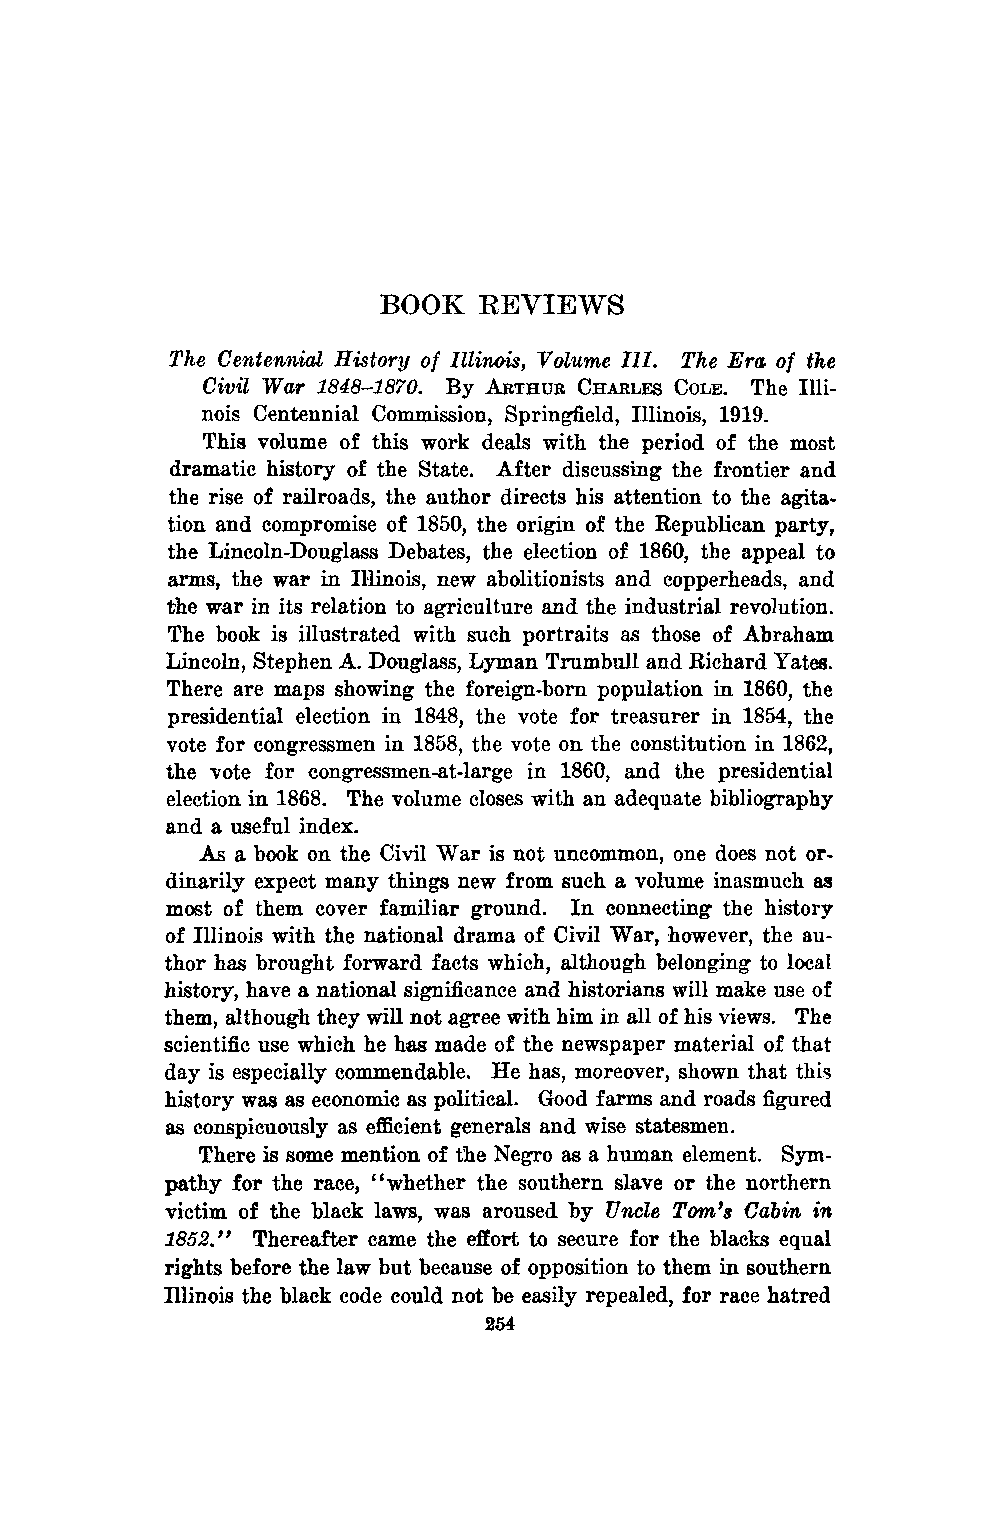 BOOK REVIEWS
The Centennial History of Illinois, Volume III. The Era of the
Civil War 1848–1870. By ARTHUR CHARLES COLE. The Illi-
nois Centennial Commission, Springfield, Illinois, 1919.
This volume of this work deals with the period of the most
dramatic history of the State. After discussing the frontier and
the rise of railroads, the author directs his attention to the agita-
tion and compromise of 1850, the origin of the Republican party,
the Lincoln-Douglass Debates, the election of 1860, the appeal to
arms, the war in Illinois, new abolitionists and copperheads, and
the war in its relation to agriculture and the industrial revolution.
The book is illustrated with such portraits as those of Abraham
Lincoln, Stephen A. Douglass, Lyman Trumbull and Richard Yates.
There are maps showing the foreign-born population in 1860, the
presidential election in 1848, the vote for treasurer in 1854, the
vote for congressmen in 1858, the vote on the constitution in 1862,
the vote for congressmen-at-large in 1860, and the presidential
election in 1868. The volume closes with an adequate bibliography
and a useful index.
As a book on the Civil War is not uncommon, one does not or-
dinarily expect many things new from such a volume inasmuch as
most of them cover familiar ground. In connecting the history
of Illinois with the national drama of Civil War, however, the au-
thor has brought forward facts which, although belonging to local
history, have a national significance and historians will make use of
them, although they will not agree with him in all of his views. The
scientific use which he has made of the newspaper material of that
day is especially commendable. He has, moreover, shown that this
history was as economic as political. Good farms and roads figured
as conspicuously as efficient generals and wise statesmen.
There is some mention of the Negro as a human element. Sym-
pathy for the race, "whether the southern slave or the northern
victim of the black laws, was aroused by Uncle Tom's Cabin in
1852." Thereafter came the effort to secure for the blacks equal
rights before the law but because of opposition to them in southern
Illinois the black code could not be easily repealed, for race hatred
254